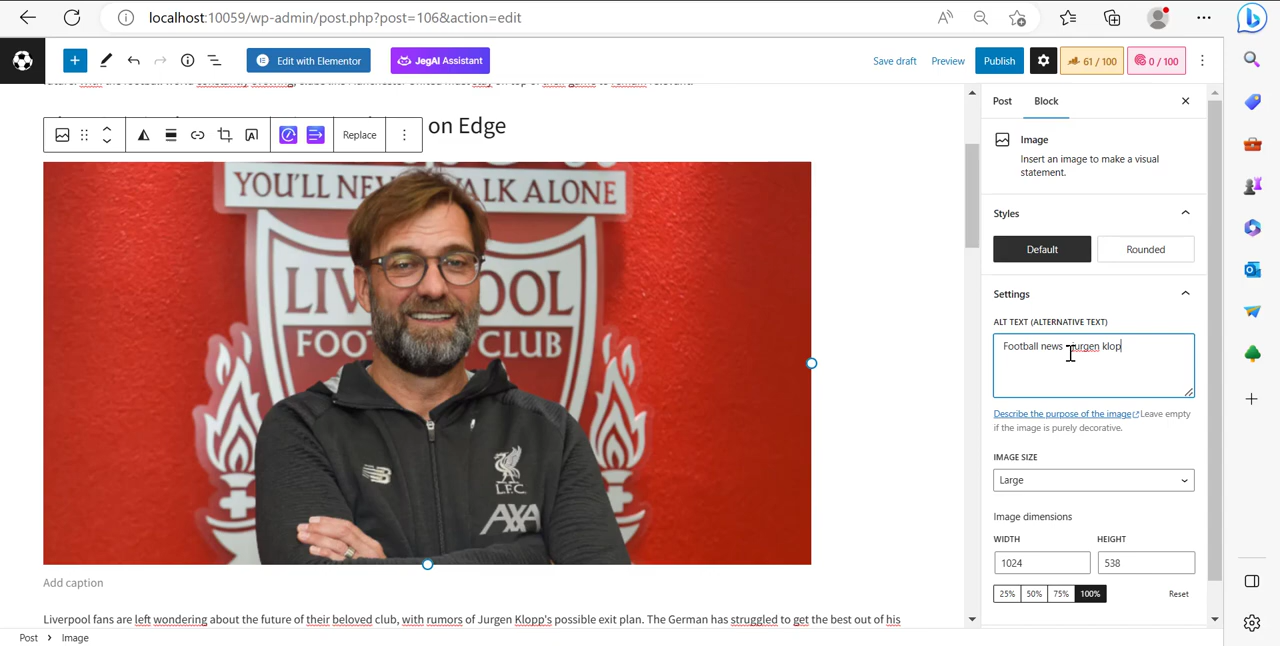 localhost:10059/wp-admin/post.php?post=106&action=edit
Edit with Elementor
JegAI Assistant
Save draft
Preview
Publish
61 / 100
0 / 100
on Edge
Replace
YOU'LL NEV WALK ALONE
LIV POOL
FOOT CLUB
L.F.C.
AXA
Add caption
Liverpool fans are left wondering about the future of their beloved club, with rumors of Jurgen Klopp's possible exit plan. The German has struggled to get the best out of his
Post
Block
Image
Insert an image to make a visual
statement.
Styles
Default
Rounded
Settings
ALT TEXT (ALTERNATIVE TEXT)
Football news jurgen klop
Describe the purpose of the image Leave empty
if the image is purely decorative.
IMAGE SIZE
Large
Image dimensions
WIDTH
HEIGHT
1024
538
25%
50%
75%
100%
Reset
Post
Image